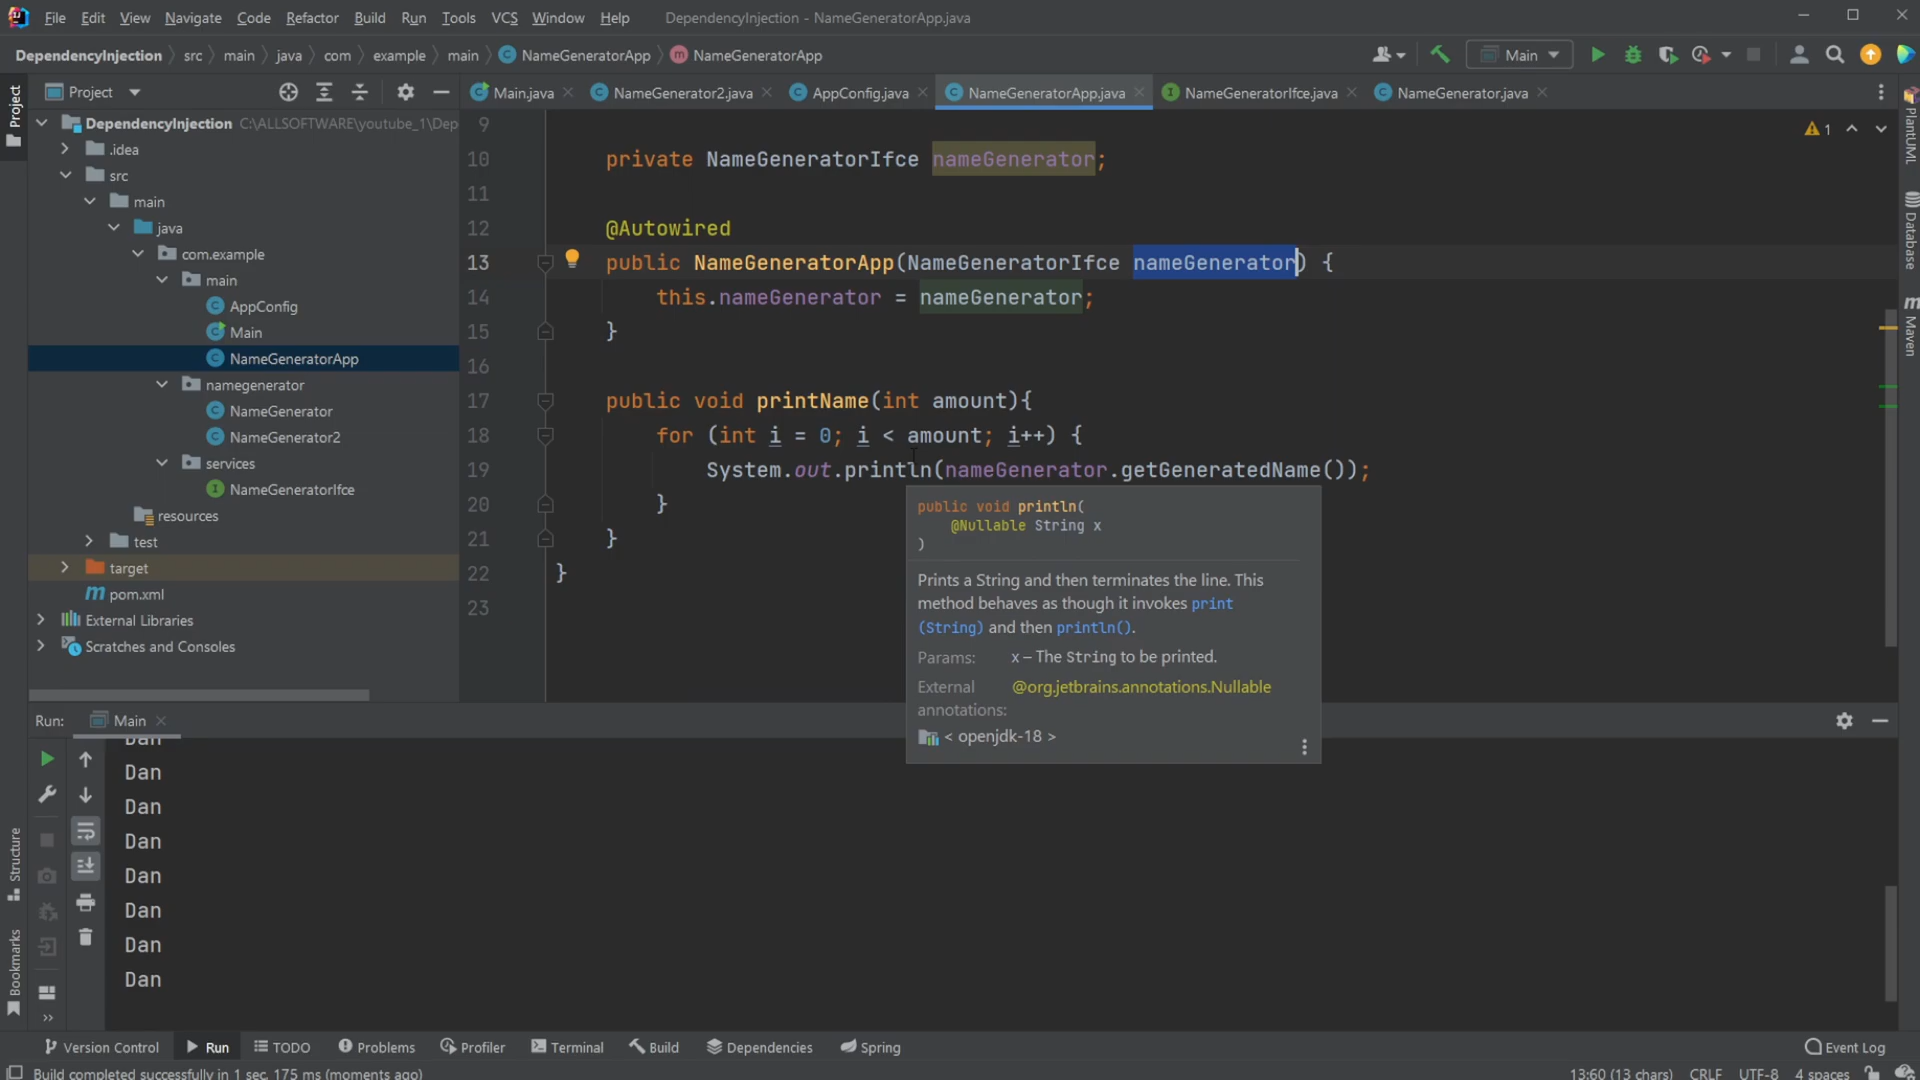 File Edit View Navigate Code Refactor Build Run Tools VCS Window Help DependencyInjection - NameGeneratorApp.java
DependencyInjection src main java com example main NameGeneratorApp NameGeneratorApp Main
Project
Main.java NameGenerator2.java AppConfig.java NameGeneratorApp.java NameGeneratorIfce.java NameGenerator.java
DependencyInjection C:\ALLSOFTWARE\youtube_1\Dep
.idea
src
main
java
com.example
main
AppConfig
Main
NameGeneratorApp
namegenerator
NameGenerator
NameGenerator2
services
NameGeneratorIfce
resources
test
target
pom.xml
External Libraries
Scratches and Consoles
9
10 private NameGeneratorIfce nameGenerator;
11
12 @Autowired
13 public NameGeneratorApp(NameGeneratorIfce nameGenerator) {
14 this.nameGenerator = nameGenerator;
15 }
16
17 public void printName(int amount){
18 for (int i = 0; i < amount; i++) {
19 System.out.println(nameGenerator.getGeneratedName());
20 }
21 }
22 }
23
1
public void println(
@Nullable String x
)
Prints a String and then terminates the line. This
method behaves as though it invokes print
(String) and then println().
Params: x – The String to be printed.
External @org.jetbrains.annotations.Nullable
annotations:
< openjdk-18 >
Project
Structure
Bookmarks
PlantUML
Database
Maven
Run: Main
Dan
Dan
Dan
Dan
Dan
Dan
Dan
Dan
Version Control Run TODO Problems Profiler Terminal Build Dependencies Spring Event Log
Build completed successfully in 1 sec, 175 ms (moments ago) 13:60 (13 chars) CRLF UTF-8 4 spaces